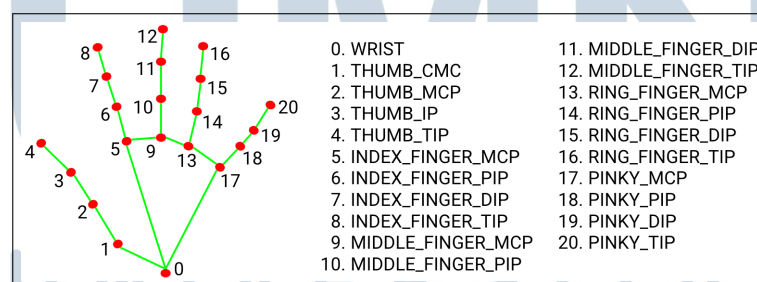 12
8
16
11
7
15
10
20
6
14
19
5
9
13
18
4
3
17
2
1
0
0. WRIST
1. THUMB_CMC
2. THUMB_MCP
3. THUMB_IP
4. THUMB_TIP
5. INDEX_FINGER_MCP
6. INDEX_FINGER_PIP
7. INDEX_FINGER_DIP
8. INDEX_FINGER_TIP
9. MIDDLE_FINGER_MCP
10. MIDDLE_FINGER_PIP
11. MIDDLE_FINGER_DIP
12. MIDDLE_FINGER_TIP
13. RING_FINGER_MCP
14. RING_FINGER_PIP
15. RING_FINGER_DIP
16. RING_FINGER_TIP
17. PINKY_MCP
18. PINKY_PIP
19. PINKY_DIP
20. PINKY_TIP